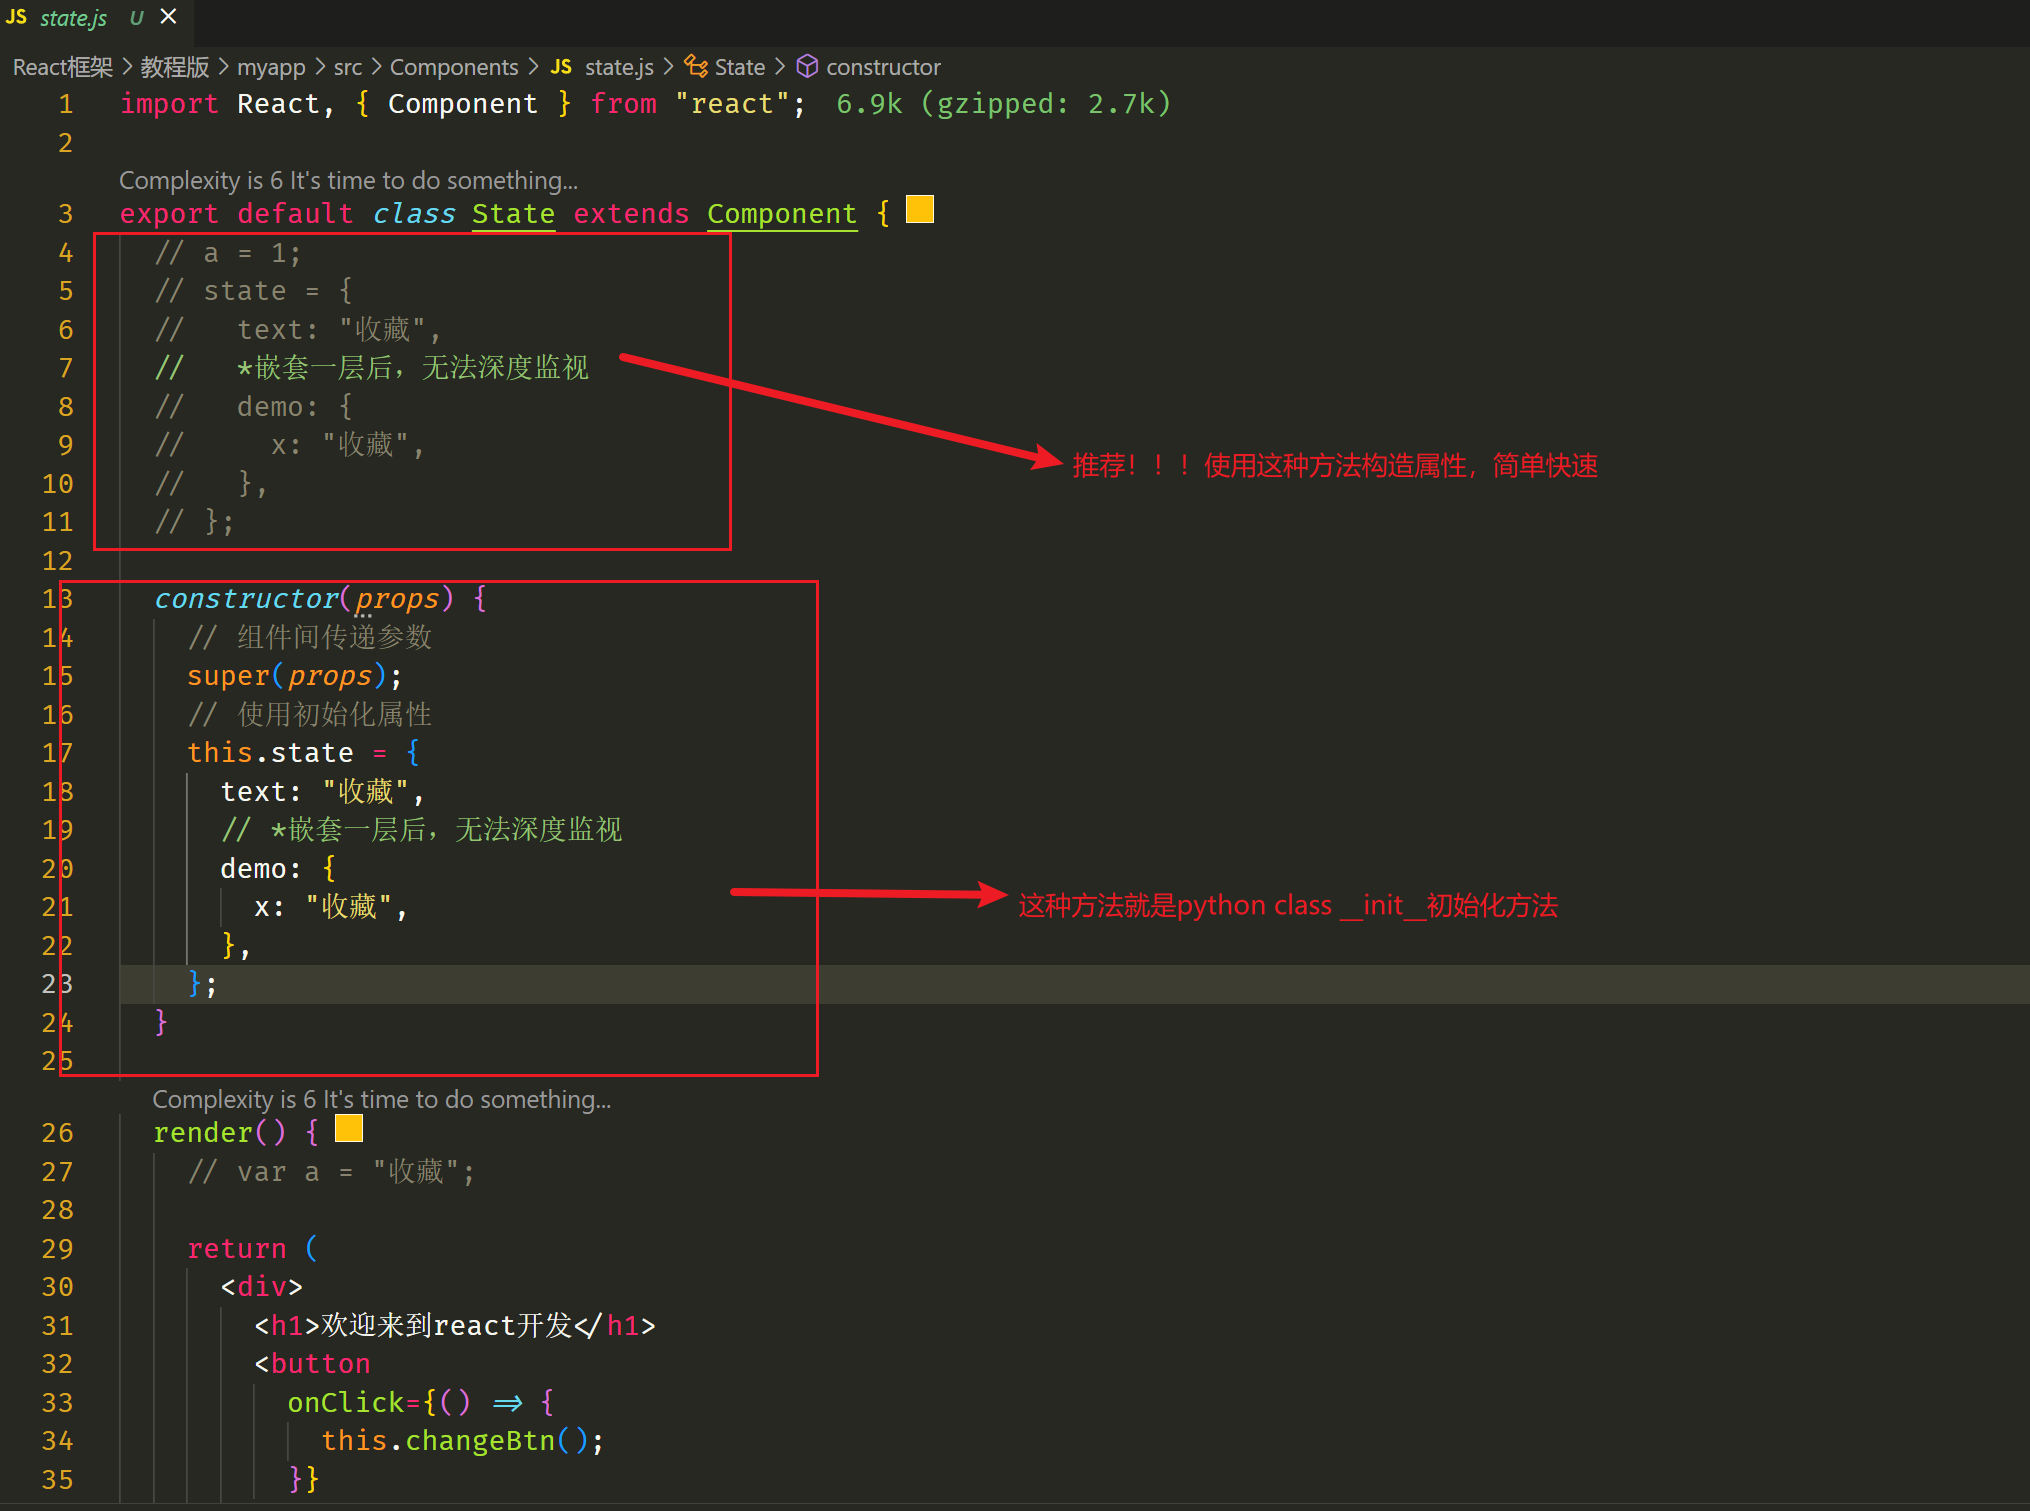 JS state.js U ×
React框架 > 教程版 > myapp > src > Components > JS state.js > State > constructor
1 import React, { Component } from "react"; 6.9k (gzipped: 2.7k)
2
Complexity is 6 It's time to do something...
3 export default class State extends Component {
4 // a = 1;
5 // state = {
6 //   text: "收藏",
7 //   *嵌套一层后，无法深度监视
8 //   demo: {
9 //     x: "收藏",
推荐！！！使用这种方法构造属性，简单快速
10 //   },
11 // };
12
13 constructor(props) {
14 // 组件间传递参数
15 super(props);
16 // 使用初始化属性
17 this.state = {
18 text: "收藏",
19 // *嵌套一层后，无法深度监视
20 demo: {
21 x: "收藏",
这种方法就是python class __init__初始化方法
22 },
23 };
24 }
25
Complexity is 6 It's time to do something...
26 render() {
27 // var a = "收藏";
28
29 return (
30 <div>
31 <h1>欢迎来到react开发</h1>
32 <button
33 onClick={() => {
34 this.changeBtn();
35 }}